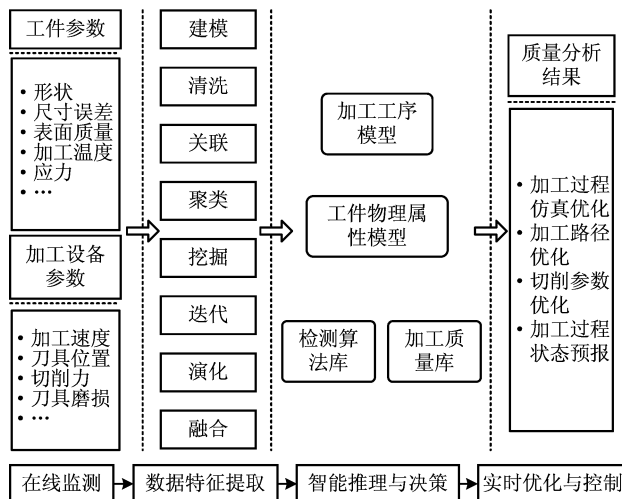 工件参数
• 形状
• 尺寸误差
• 表面质量
• 加工温度
• 应力
• …
加工设备
参数
• 加工速度
• 刀具位置
• 切削力
• 刀具磨损
• …
建模
清洗
关联
聚类
挖掘
迭代
演化
融合
加工工序
模型
工件物理属
性模型
检测算
法库
加工质
量库
质量分析
结果
• 加工过程
仿真优化
• 加工路径
优化
• 切削参数
优化
• 加工过程
状态预报
在线监测
数据特征提取
智能推理与决策
实时优化与控制